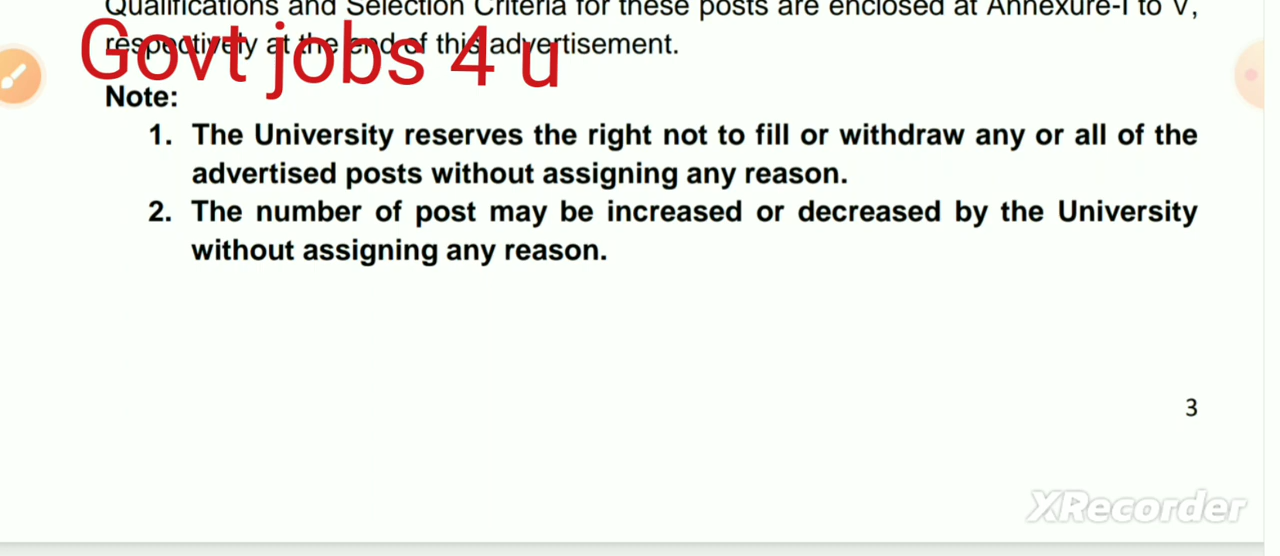 Qualifications and Selection Criteria for these posts are enclosed at Annexure-I to V,
respectively at the end of this advertisement.
Govt jobs 4 u
Note:
1. The University reserves the right not to fill or withdraw any or all of the
advertised posts without assigning any reason.
2. The number of post may be increased or decreased by the University
without assigning any reason.
3
XRecorder